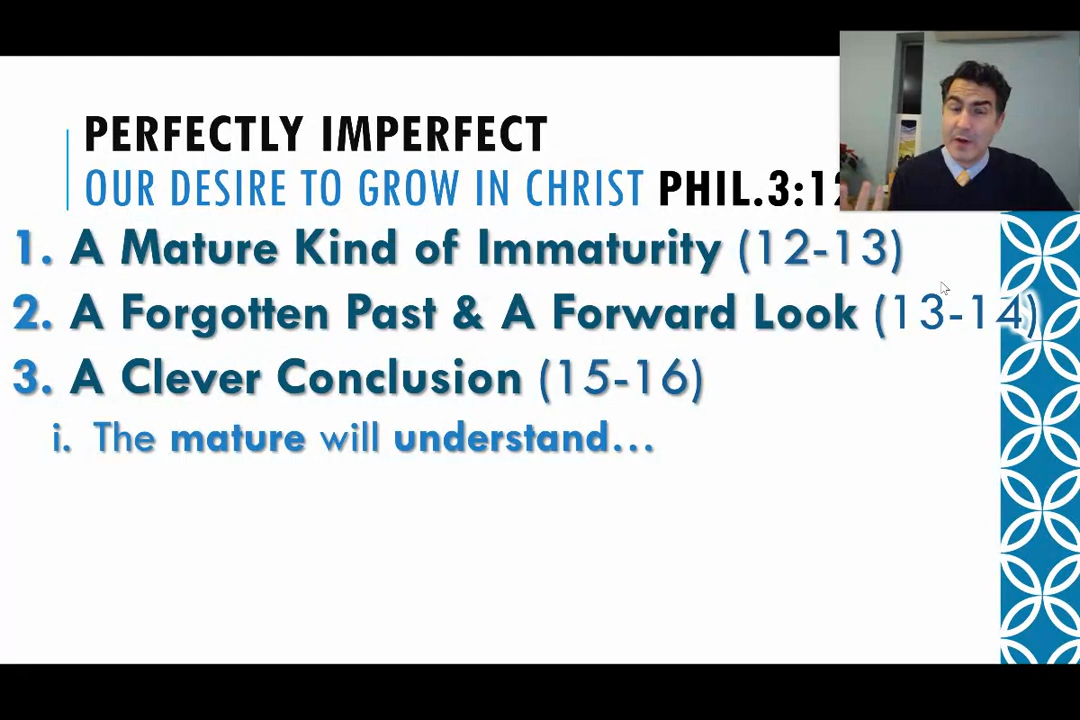 PERFECTLY IMPERFECT
OUR DESIRE TO GROW IN CHRIST PHIL.3:12
1. A Mature Kind of Immaturity (12-13)
2. A Forgotten Past & A Forward Look (13-14)
3. A Clever Conclusion (15-16)
i. The mature will understand...